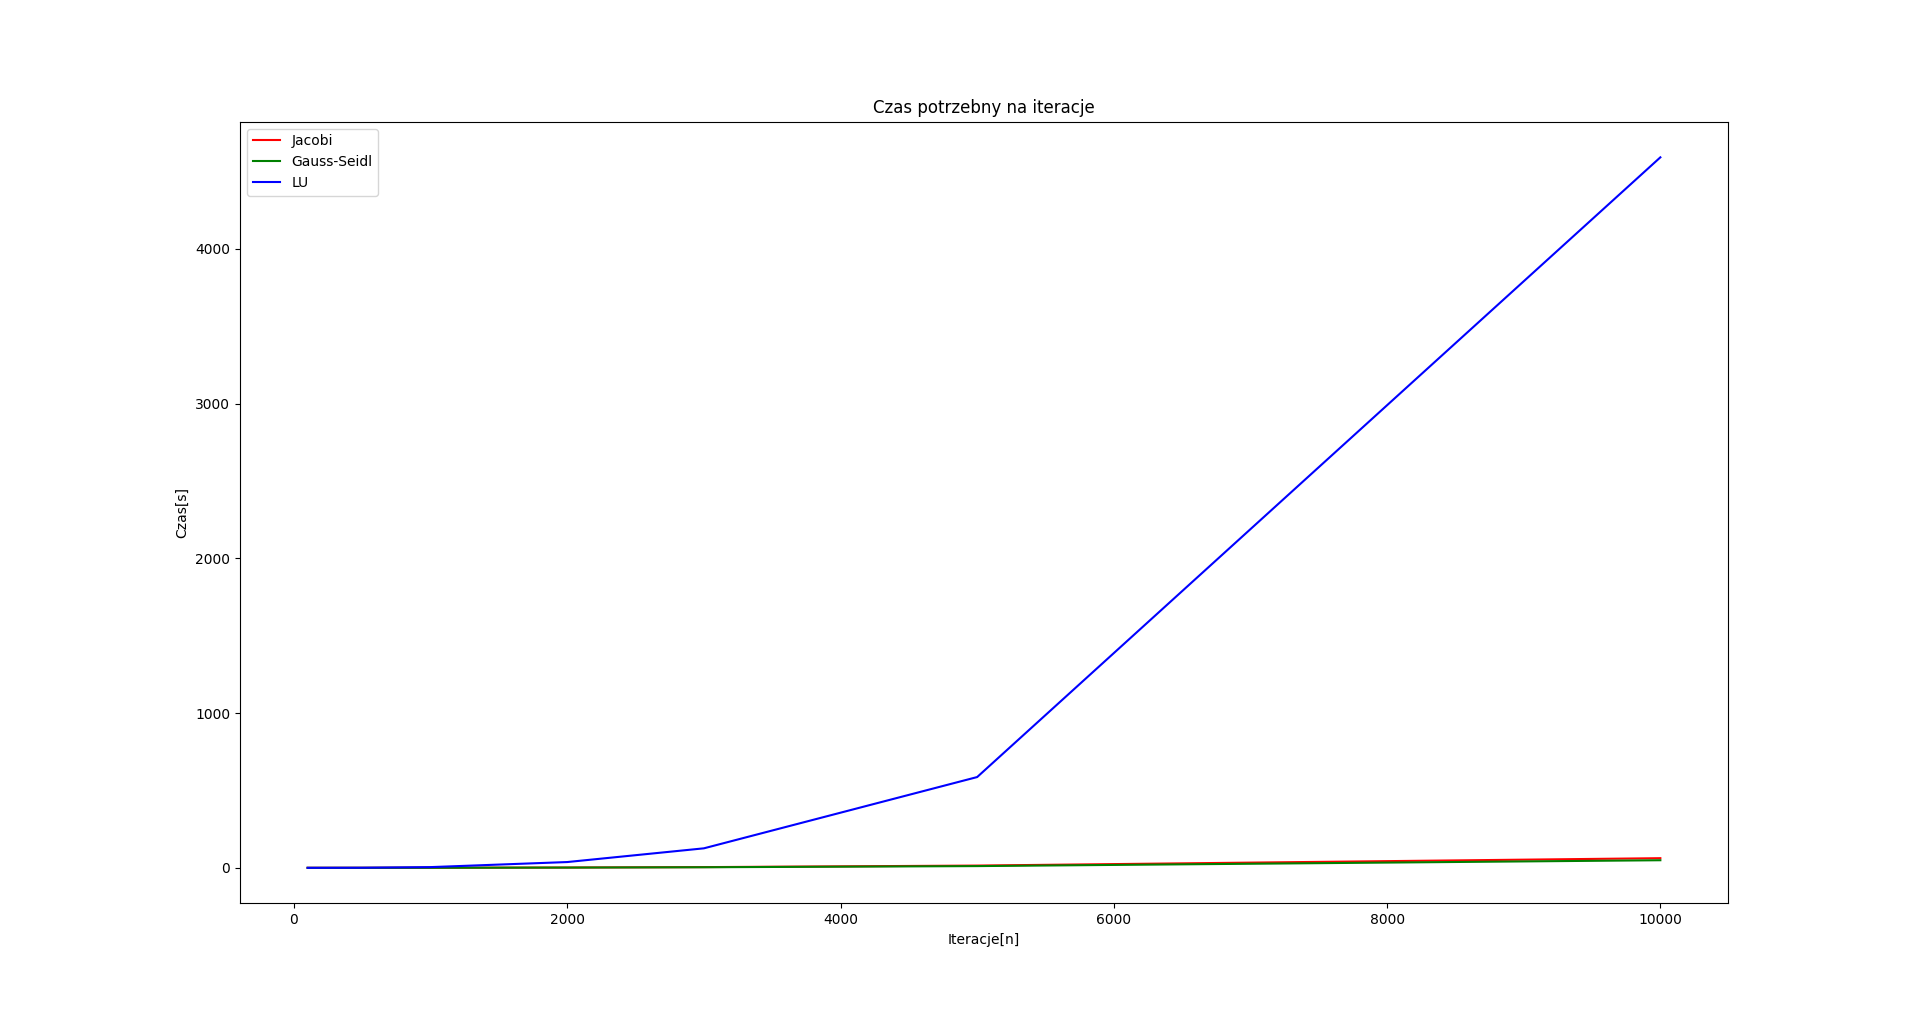 Czas potrzebny na iteracje
Jacobi
Gauss-Seidl
LU
4000
3000
2000
1000
0
Czas[s]
0 2000 4000 6000 8000 10000
Iteracje[n]